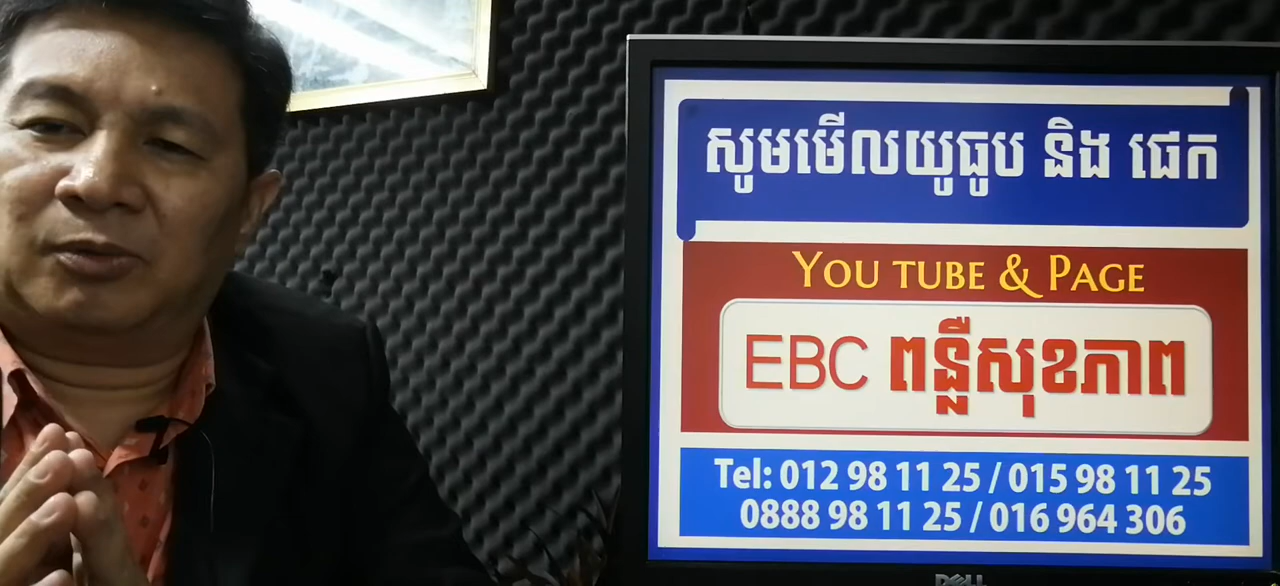 សូមមើលយូធូប និង ផេក
YOU TUBE & PAGE
EBC ពន្លឺសុខភាព
Tel: 012 98 11 25 / 015 98 11 25
0888 98 11 25 / 016 964 306
DELL